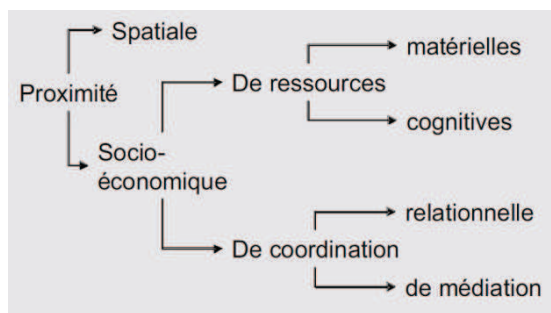 Spatiale
Proximité
Socio-
économique
De ressources
matérielles
cognitives
De coordination
relationnelle
de médiation